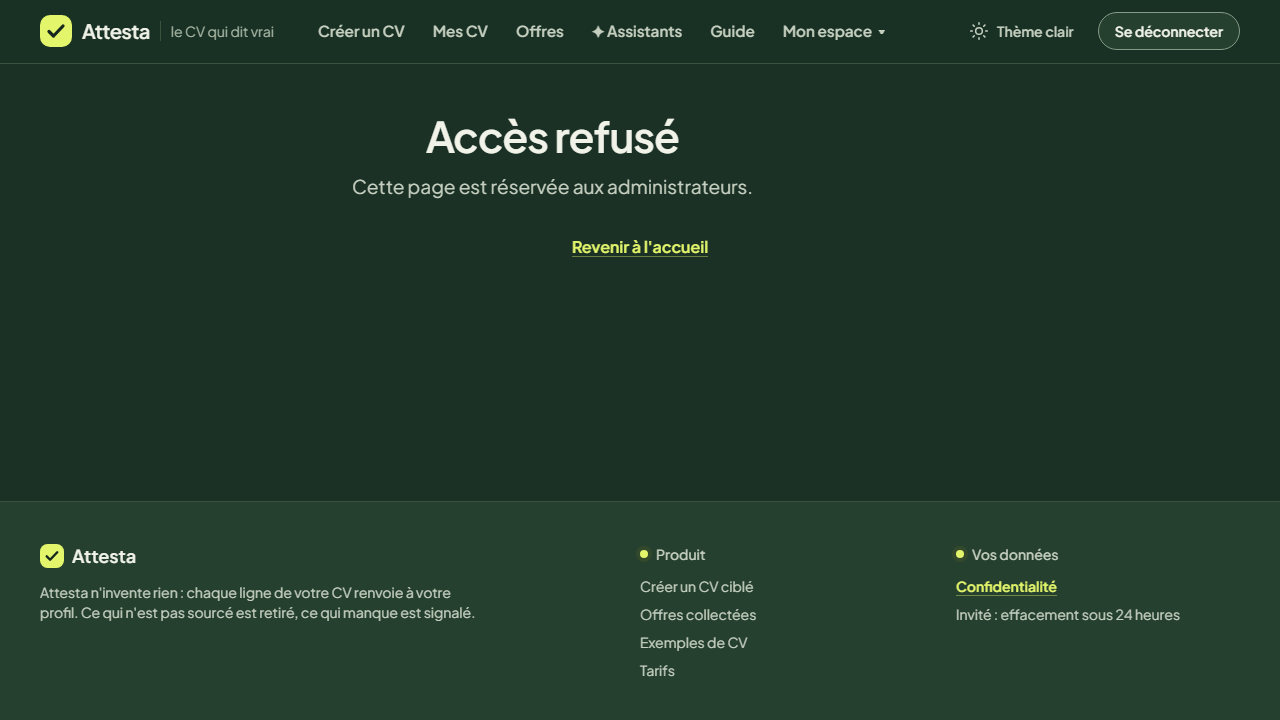 Attesta
le CV qui dit vrai
Créer un CV
Mes CV
Offres
✦ Assistants
Guide
Mon espace
Thème clair
Se déconnecter
Accès refusé
Cette page est réservée aux administrateurs.
Revenir à l'accueil
Attesta
Attesta n'invente rien : chaque ligne de votre CV renvoie à votre
profil. Ce qui n'est pas sourcé est retiré, ce qui manque est signalé.
Produit
Créer un CV ciblé
Offres collectées
Exemples de CV
Tarifs
Vos données
Confidentialité
Invité : effacement sous 24 heures